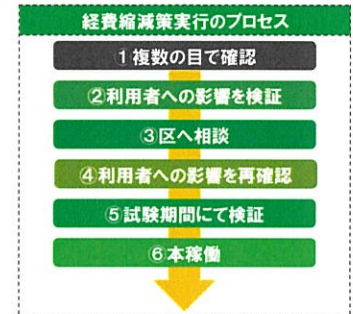 経費縮減策実行のプロセス
①複数の目で確認
②利用者への影響を検証
③区へ相談
④利用者への影響を再確認
⑤試験期間にて検証
⑥本稼働